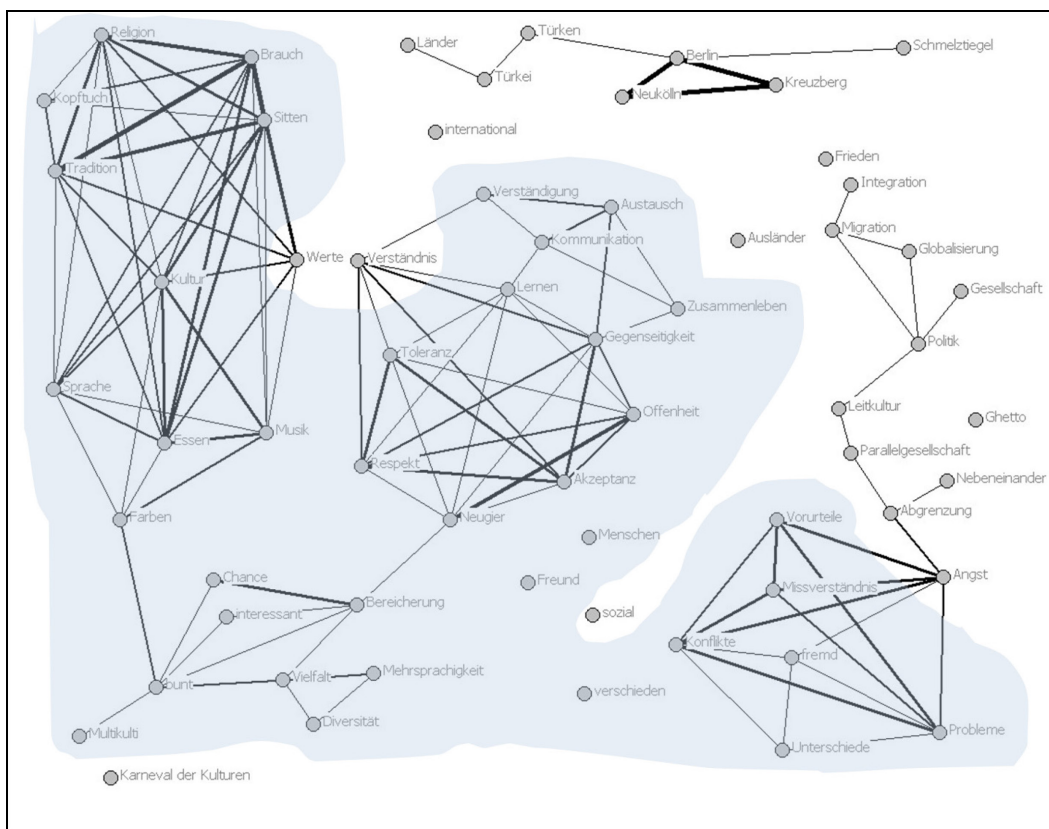 Religion
Brauch
Länder
Türken
Berlin
Schmelztiegel
Türkei
Kreuzberg
Neukölln
Kopftuch
Sitten
international
Tradition
Frieden
Integration
Verständigung
Austausch
Migration
Kommunikation
Ausländer
Globalisierung
Werte
Verständnis
Kultur
Lernen
Gesellschaft
Zusammenleben
Gegenseitigkeit
Politik
Toleranz
Sprache
Offenheit
Leitkultur
Ghetto
Musik
Essen
Parallelgesellschaft
Respekt
Akzeptanz
Nebeneinander
Abgrenzung
Farben
Neugier
Vorurteile
Menschen
Chance
Freund
Angst
Missverständnis
Bereicherung
interessant
sozial
Konflikte
fremd
Mehrsprachigkeit
Vielfalt
bunt
verschieden
Diversität
Probleme
Multikulti
Unterschiede
Karneval der Kulturen